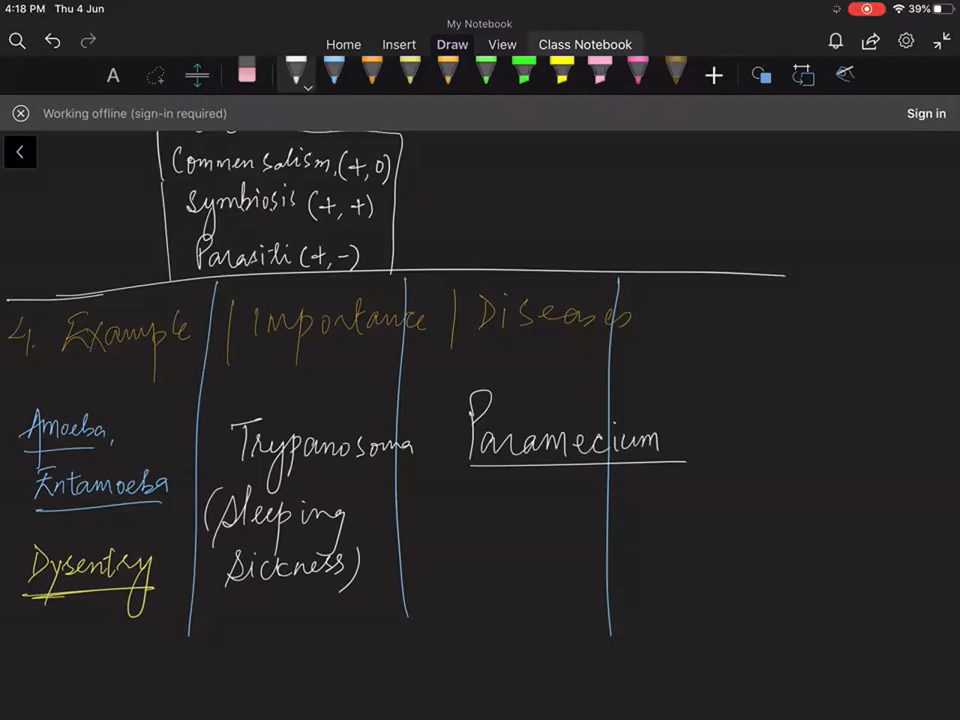 4:18 PM Thu 4 Jun
39%
My Notebook
Home Insert Draw View Class Notebook
A
Working offline (sign-in required)
Sign in
Commensalism, (+, 0)
Symbiosis (+, +)
Parasiti (+, -)
4. Example | Importance | Diseases
Amoeba,
Entamoeba
Dysentry
Trypanosoma
(Sleeping
Sickness)
Paramecium